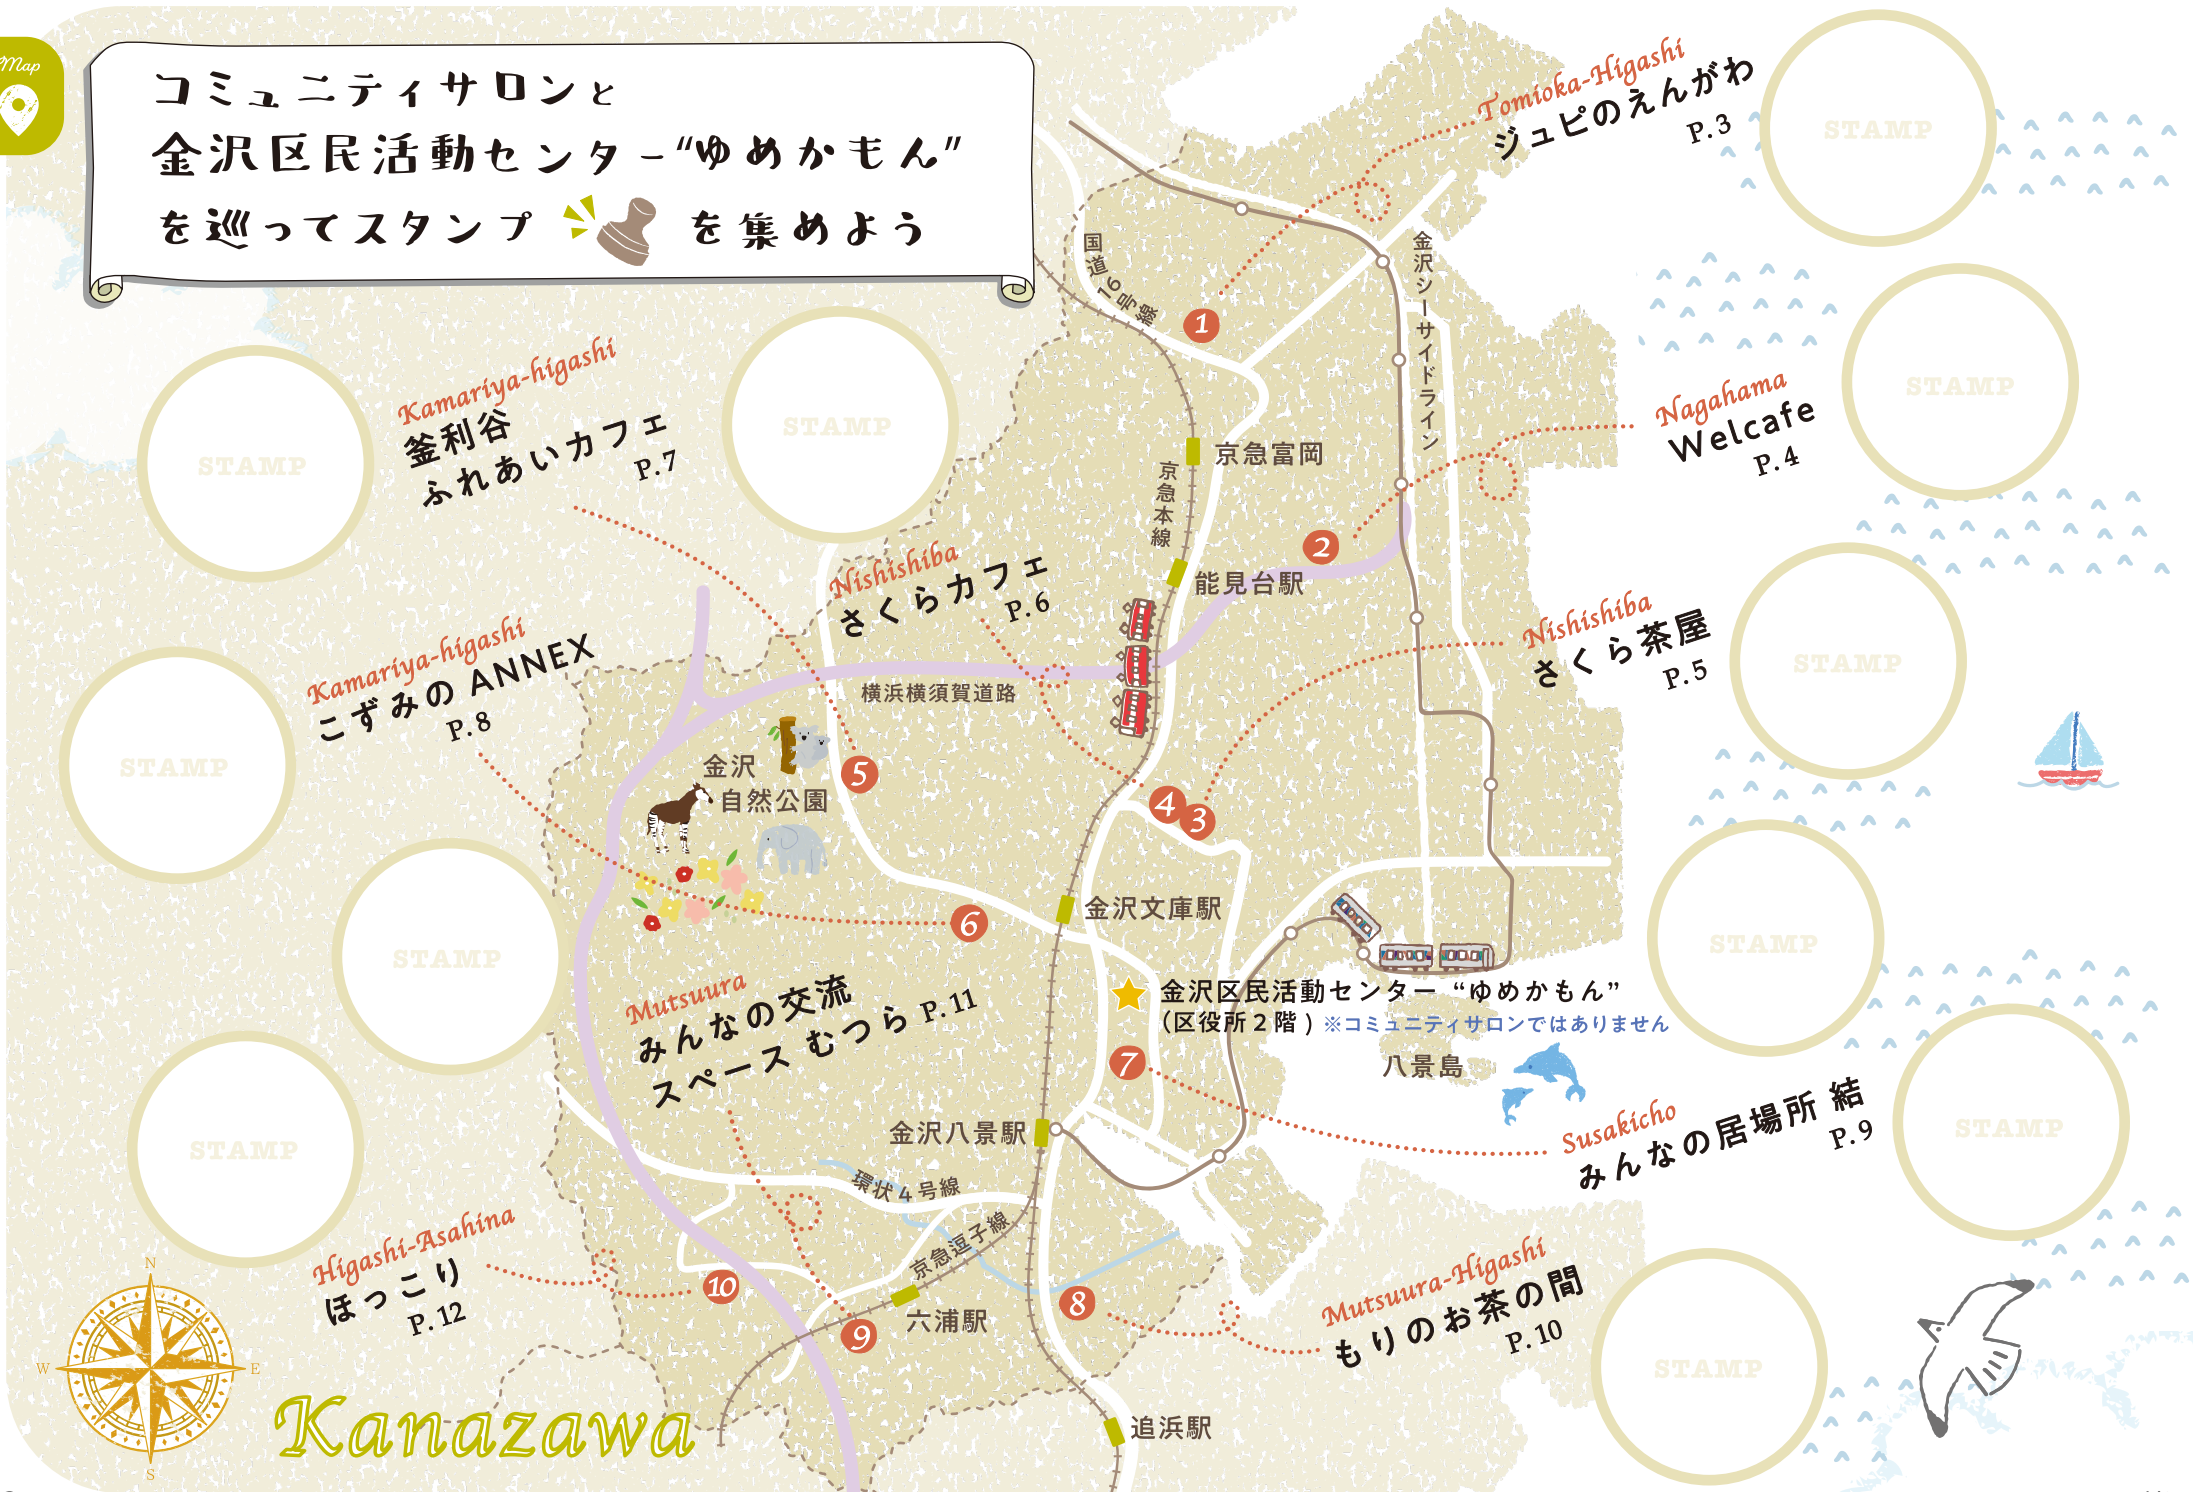 Map
コミュニティサロンと
金沢区民活動センター“ゆめかもん”
を巡ってスタンプ を集めよう
Tomioka-Higashi
ジュピのえんがわ
P.3
STAMP
Nagahama
Welcafe
P.4
STAMP
Nishishiba
さくら茶屋
P.5
STAMP
Nishishiba
さくらカフェ
P.6
STAMP
Kamariya-higashi
釜利谷
ふれあいカフェ
P.7
STAMP
Kamariya-higashi
こずみの ANNEX
P.8
STAMP
Susakicho
みんなの居場所 結
P.9
STAMP
Mutsuura-Higashi
もりのお茶の間
P.10
STAMP
Mutsuura
みんなの交流
スペース むつら P.11
STAMP
Higashi-Asahina
ほっこり
P.12
STAMP
STAMP
国道16号線
金沢シーサイドライン
1
京急富岡
京急本線
2
能見台駅
横浜横須賀道路
金沢
自然公園
5
4
3
6
金沢文庫駅
金沢区民活動センター “ゆめかもん”
（区役所２階）※コミュニティサロンではありません
7
八景島
金沢八景駅
環状４号線
京急逗子線
10
9
8
六浦駅
追浜駅
N
W
E
S
Kanazawa